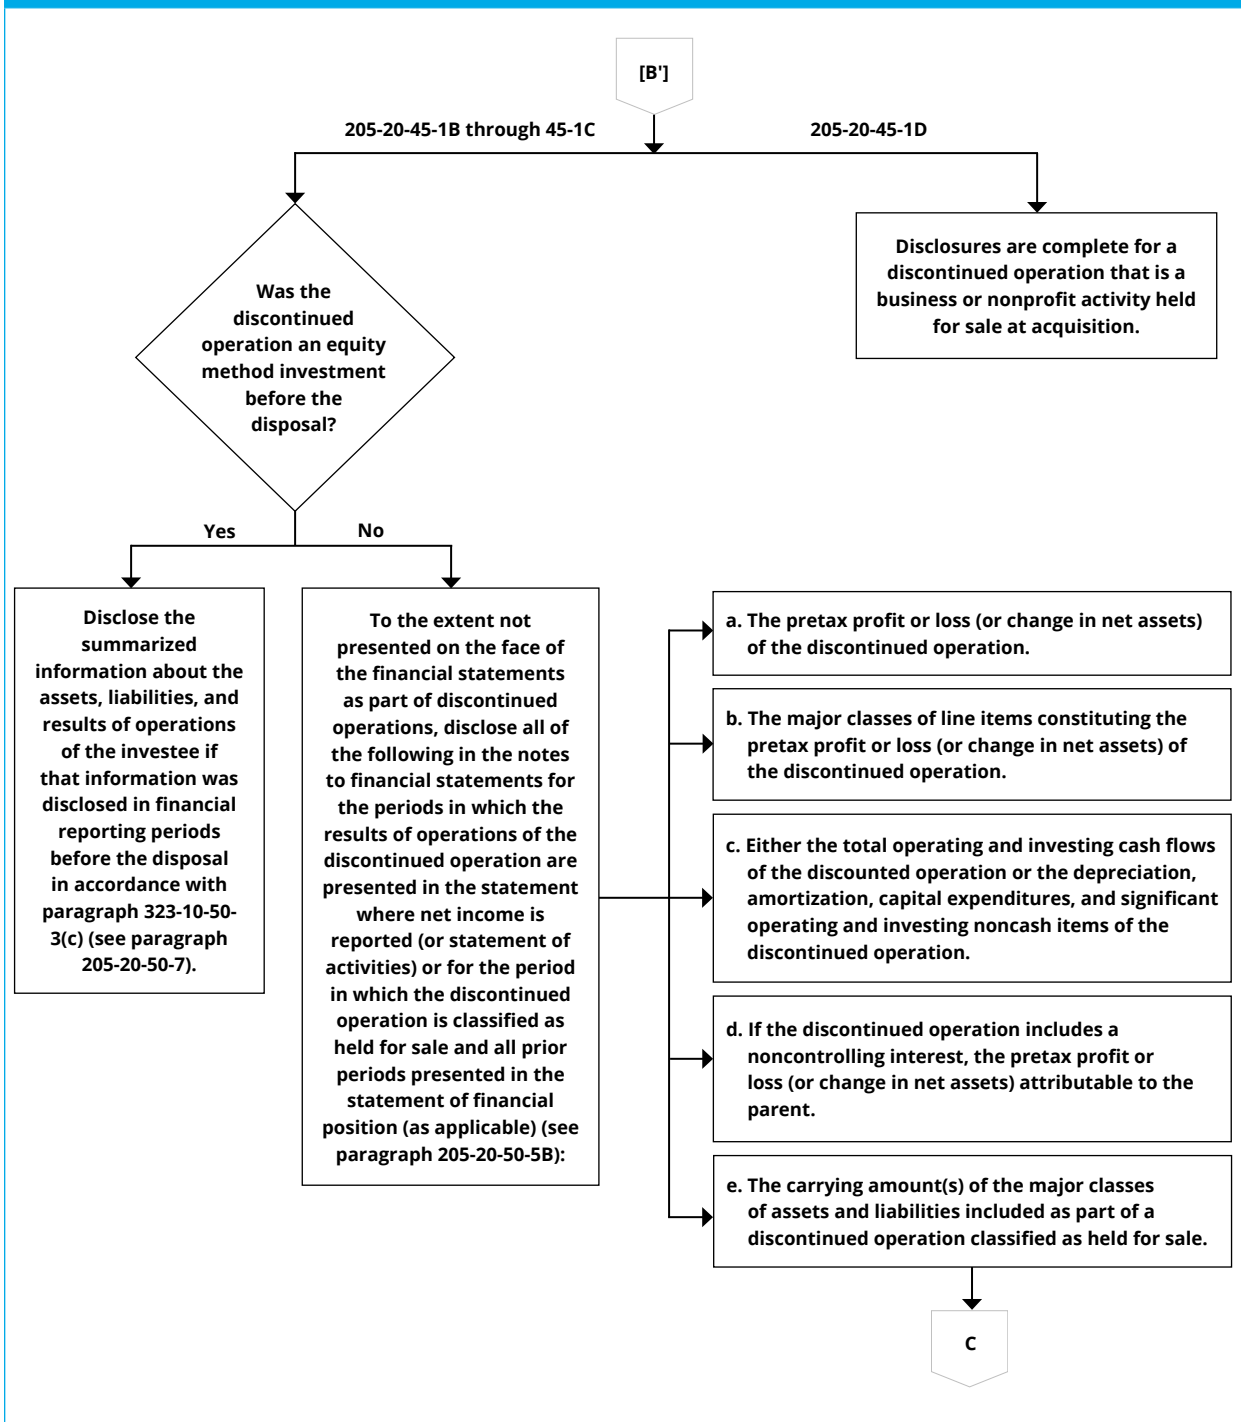 [B']
205-20-45-1B through 45-1C
205-20-45-1D
Was the
discontinued
operation an equity
method investment
before the
disposal?
Disclosures are complete for a
discontinued operation that is a
business or nonprofit activity held
for sale at acquisition.
Yes
No
Disclose the
summarized
information about the
assets, liabilities, and
results of operations
of the investee if
that information was
disclosed in financial
reporting periods
before the disposal
in accordance with
paragraph 323-10-50-
3(c) (see paragraph
205-20-50-7).
To the extent not
presented on the face of
the financial statements
as part of discontinued
operations, disclose all of
the following in the notes
to financial statements for
the periods in which the
results of operations of the
discontinued operation are
presented in the statement
where net income is
reported (or statement of
activities) or for the period
in which the discontinued
operation is classified as
held for sale and all prior
periods presented in the
statement of financial
position (as applicable) (see
paragraph 205-20-50-5B):
a. The pretax profit or loss (or change in net assets)
of the discontinued operation.
b. The major classes of line items constituting the
pretax profit or loss (or change in net assets) of
the discontinued operation.
c. Either the total operating and investing cash flows
of the discounted operation or the depreciation,
amortization, capital expenditures, and significant
operating and investing noncash items of the
discontinued operation.
d. If the discontinued operation includes a
noncontrolling interest, the pretax profit or
loss (or change in net assets) attributable to the
parent.
e. The carrying amount(s) of the major classes
of assets and liabilities included as part of a
discontinued operation classified as held for sale.
C